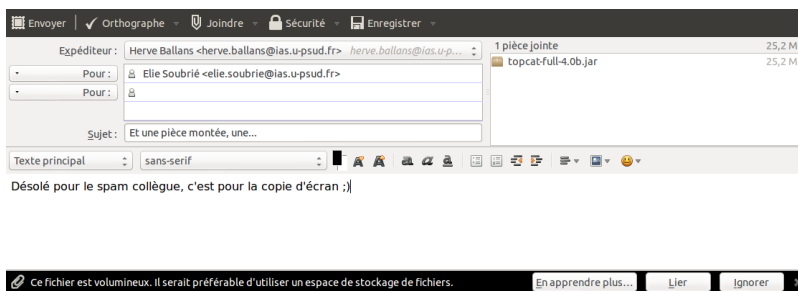 Envoyer Orthographe Joindre Sécurité Enregistrer
Expéditeur : Herve Ballans <herve.ballans@ias.u-psud.fr> herve.ballans@ias.u-p...
Pour : Elie Soubrié <elie.soubrie@ias.u-psud.fr>
Pour :
Sujet : Et une pièce montée, une...
1 pièce jointe 25,2 M
topcat-full-4.0b.jar 25,2 M
Texte principal sans-serif
Désolé pour le spam collègue, c'est pour la copie d'écran ;)
Ce fichier est volumineux. Il serait préférable d'utiliser un espace de stockage de fichiers. En apprendre plus... Lier Ignorer